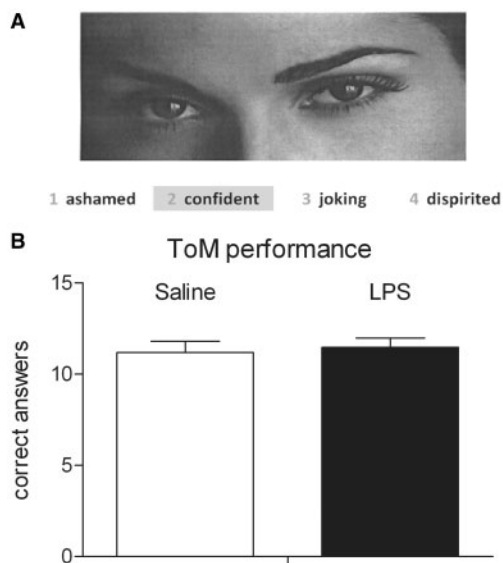 A
1 ashamed 2 confident 3 joking 4 dispirited
B
ToM performance
Saline LPS
15
10
5
0
correct answers